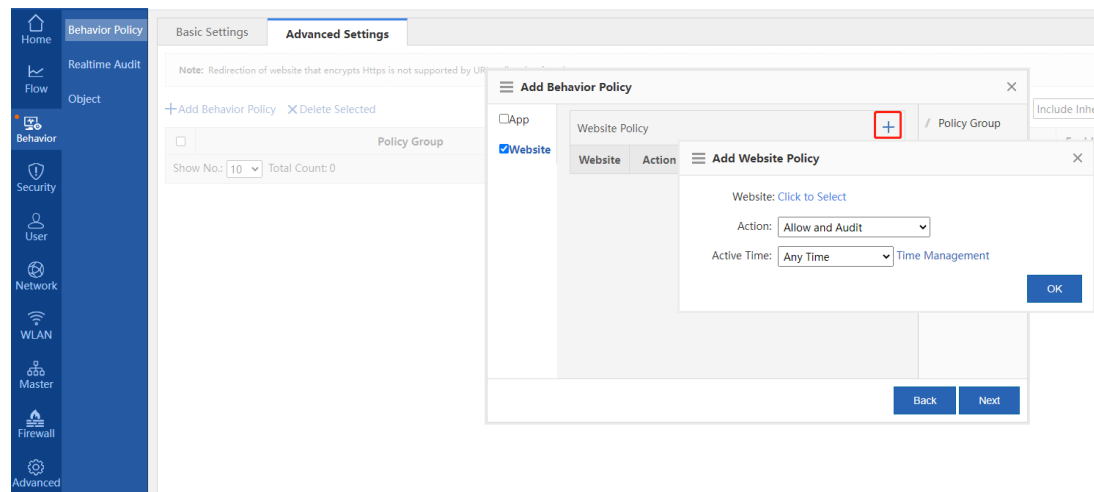 Home
Flow
Behavior
Security
User
Network
WLAN
Master
Firewall
Advanced
Behavior Policy
Realtime Audit
Object
Basic Settings
Advanced Settings
Note: Redirection of website that encrypts Https is not supported by UR
Add Behavior Policy
Delete Selected
Include Inhe
Policy Group
Show No.: 10 Total Count: 0
Add Behavior Policy
App
Website
Website Policy
Website Action
/ Policy Group
Add Website Policy
Website: Click to Select
Action: Allow and Audit
Active Time: Any Time Time Management
OK
Back Next